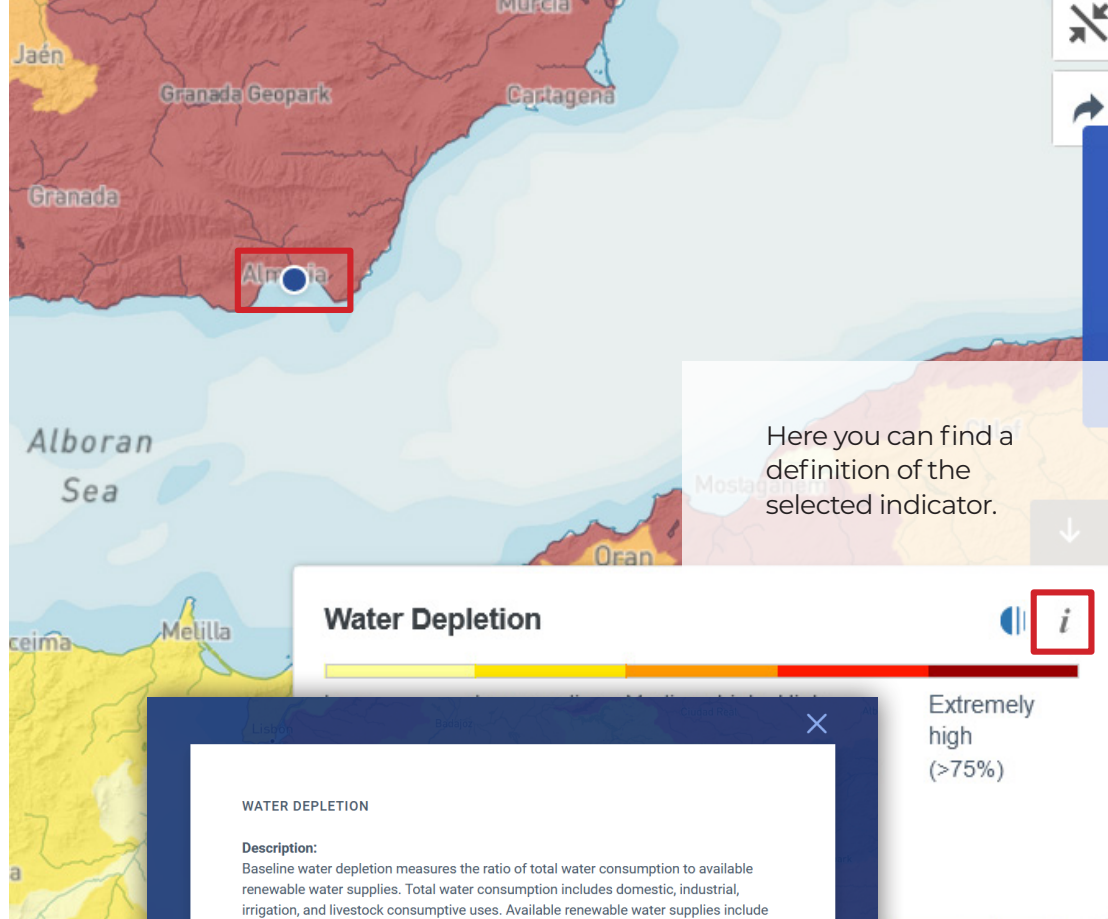 Murcia
Jaén
Granada Geopark
Cartagena
Granada
Alboran
Sea
Here you can find a
definition of the
selected indicator.
Mostaganem
Oran
Melilla
Water Depletion
i
Extremely
high
(>75%)
Lisbon
WATER DEPLETION
Description:
Baseline water depletion measures the ratio of total water consumption to available
renewable water supplies. Total water consumption includes domestic, industrial,
irrigation, and livestock consumptive uses. Available renewable water supplies include